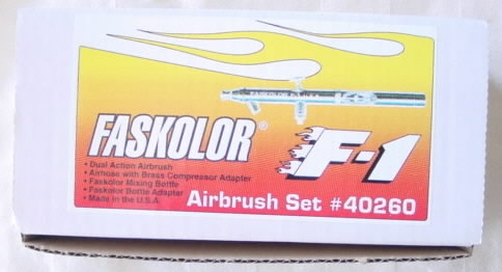 FASKOLOR®
F-1
• Dual Action Airbrush
• Airhose with Brass Compressor Adapter
• Faskolor Mixing Bottle
• Faskolor Bottle Adapter
• Made in the U.S.A.
Airbrush Set #40260